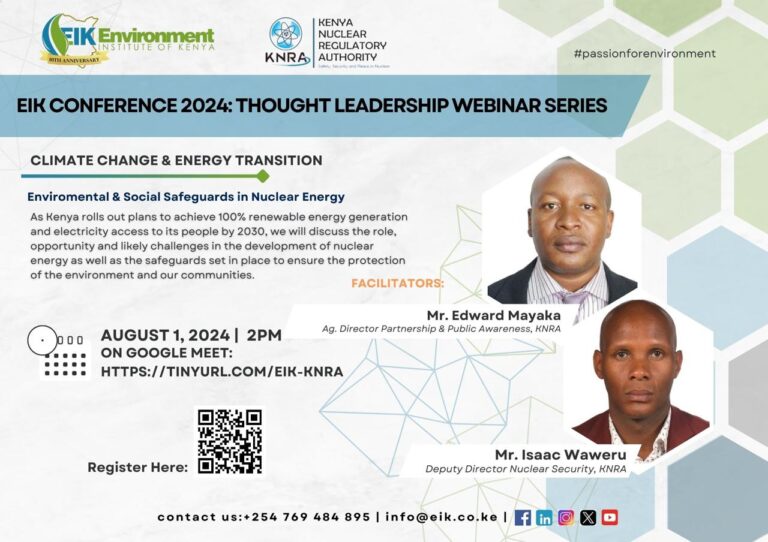 EIK Environment
INSTITUTE OF KENYA
10TH ANNIVERSARY
KNRA
KENYA
NUCLEAR
REGULATORY
AUTHORITY
#passionforenvironment
EIK CONFERENCE 2024: THOUGHT LEADERSHIP WEBINAR SERIES
CLIMATE CHANGE & ENERGY TRANSITION
Enviromental & Social Safeguards in Nuclear Energy
As Kenya rolls out plans to achieve 100% renewable energy generation
and electricity access to its people by 2030, we will discuss the role,
opportunity and likely challenges in the development of nuclear
energy as well as the safeguards set in place to ensure the protection
of the environment and our communities.
FACILITATORS:
Mr. Edward Mayaka
Ag. Director Partnership & Public Awareness, KNRA
AUGUST 1, 2024 | 2PM
ON GOOGLE MEET:
HTTPS://TINYURL.COM/EIK-KNRA
Mr. Isaac Waweru
Deputy Director Nuclear Security, KNRA
Register Here:
contact us:+254 769 484 895 | info@eik.co.ke |